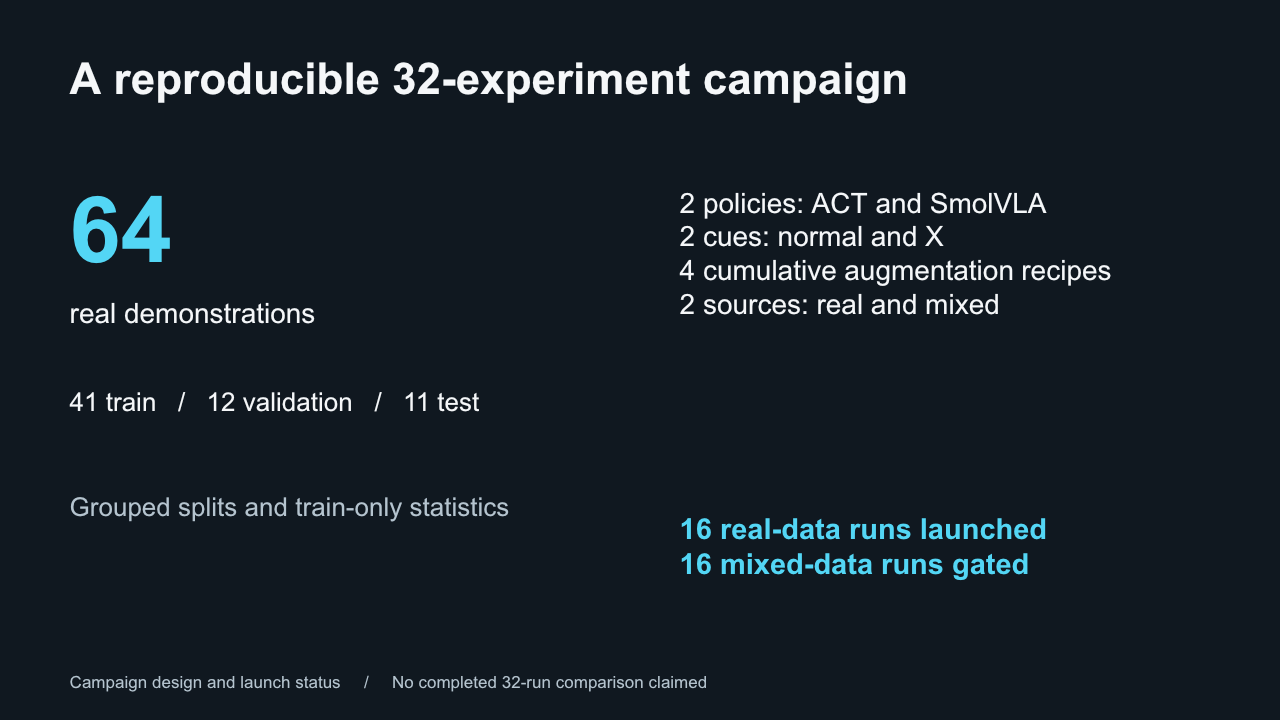 A reproducible 32-experiment campaign
64
real demonstrations
41 train / 12 validation / 11 test
Grouped splits and train-only statistics
2 policies: ACT and SmolVLA
2 cues: normal and X
4 cumulative augmentation recipes
2 sources: real and mixed
16 real-data runs launched
16 mixed-data runs gated
Campaign design and launch status / No completed 32-run comparison claimed